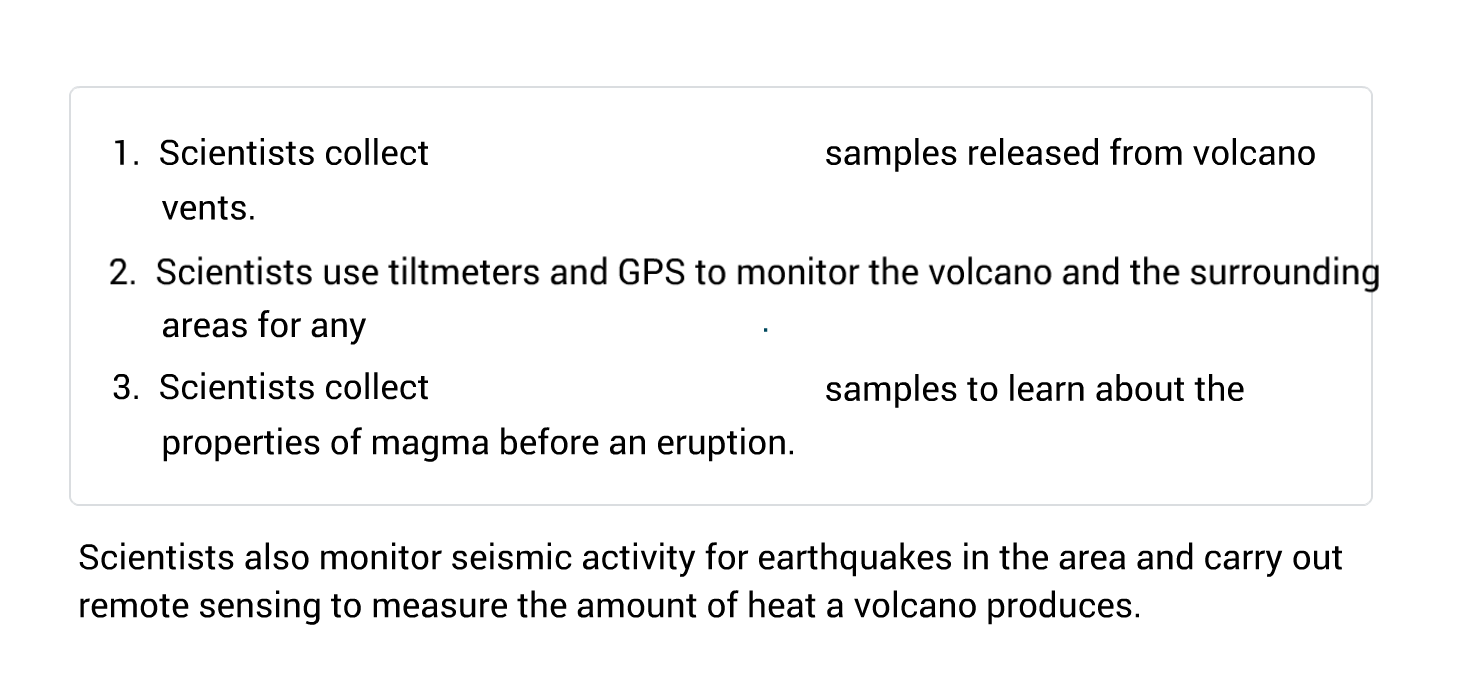 1. Scientists collect samples released from volcano
vents.
2. Scientists use tiltmeters and GPS to monitor the volcano and the surrounding
areas for any .
3. Scientists collect samples to learn about the
properties of magma before an eruption.
Scientists also monitor seismic activity for earthquakes in the area and carry out
remote sensing to measure the amount of heat a volcano produces.